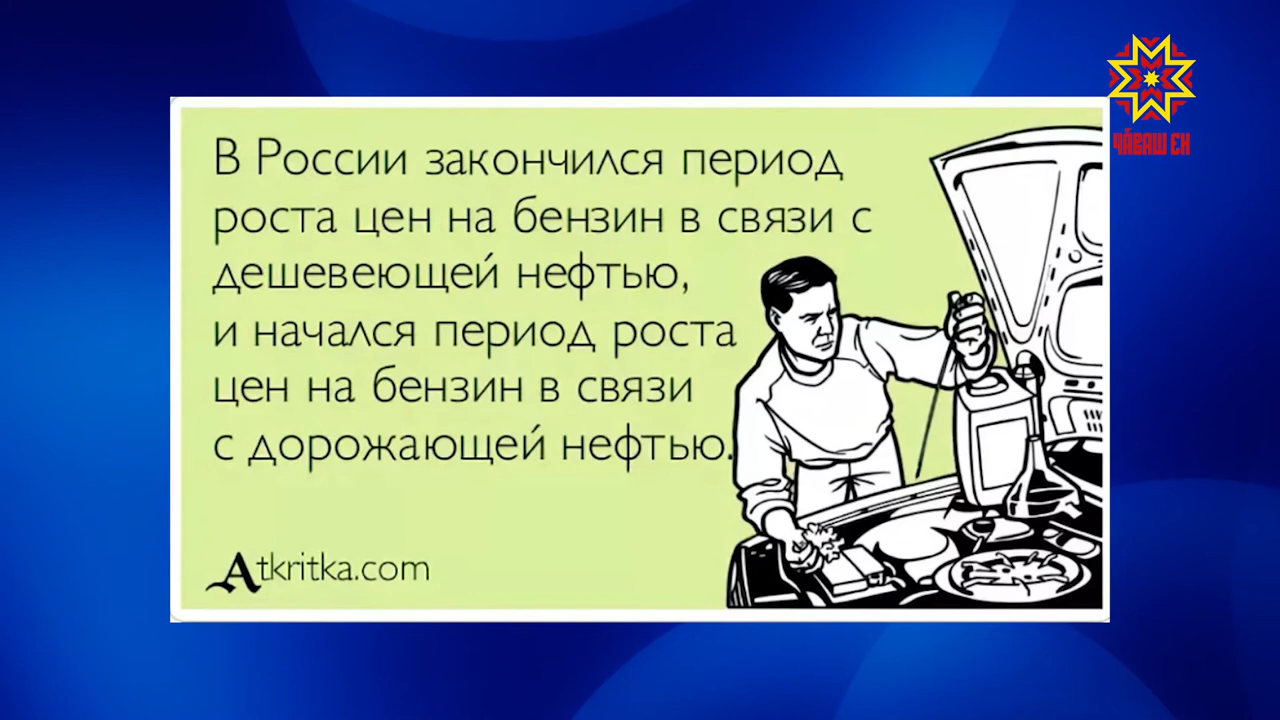 ЧӐВАШ ЕН
В России закончился период
роста цен на бензин в связи с
дешевеющей нефтью,
и начался период роста
цен на бензин в связи
с дорожающей нефтью.
Atkritka.com